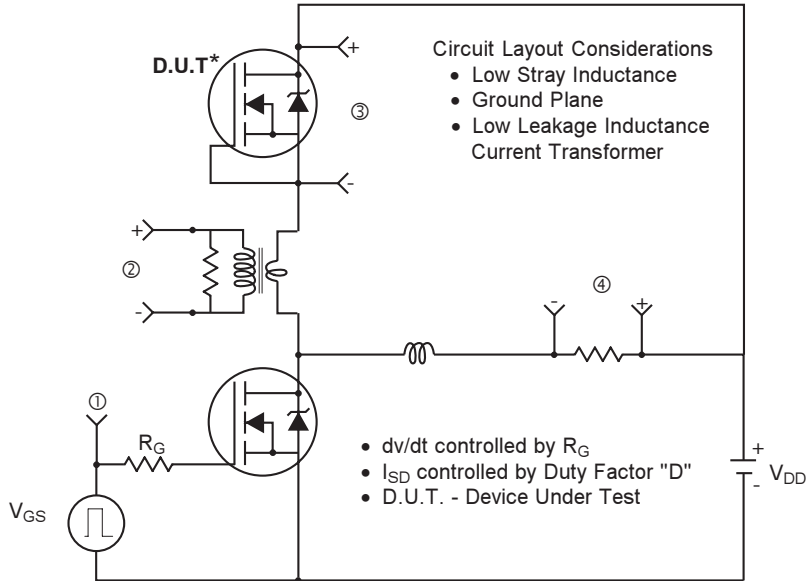 D.U.T*
+
③
-
Circuit Layout Considerations
• Low Stray Inductance
• Ground Plane
• Low Leakage Inductance
Current Transformer
+
②
-
④
-
+
①
RG
VGS
• dv/dt controlled by RG
• ISD controlled by Duty Factor "D"
• D.U.T. - Device Under Test
+
-
VDD